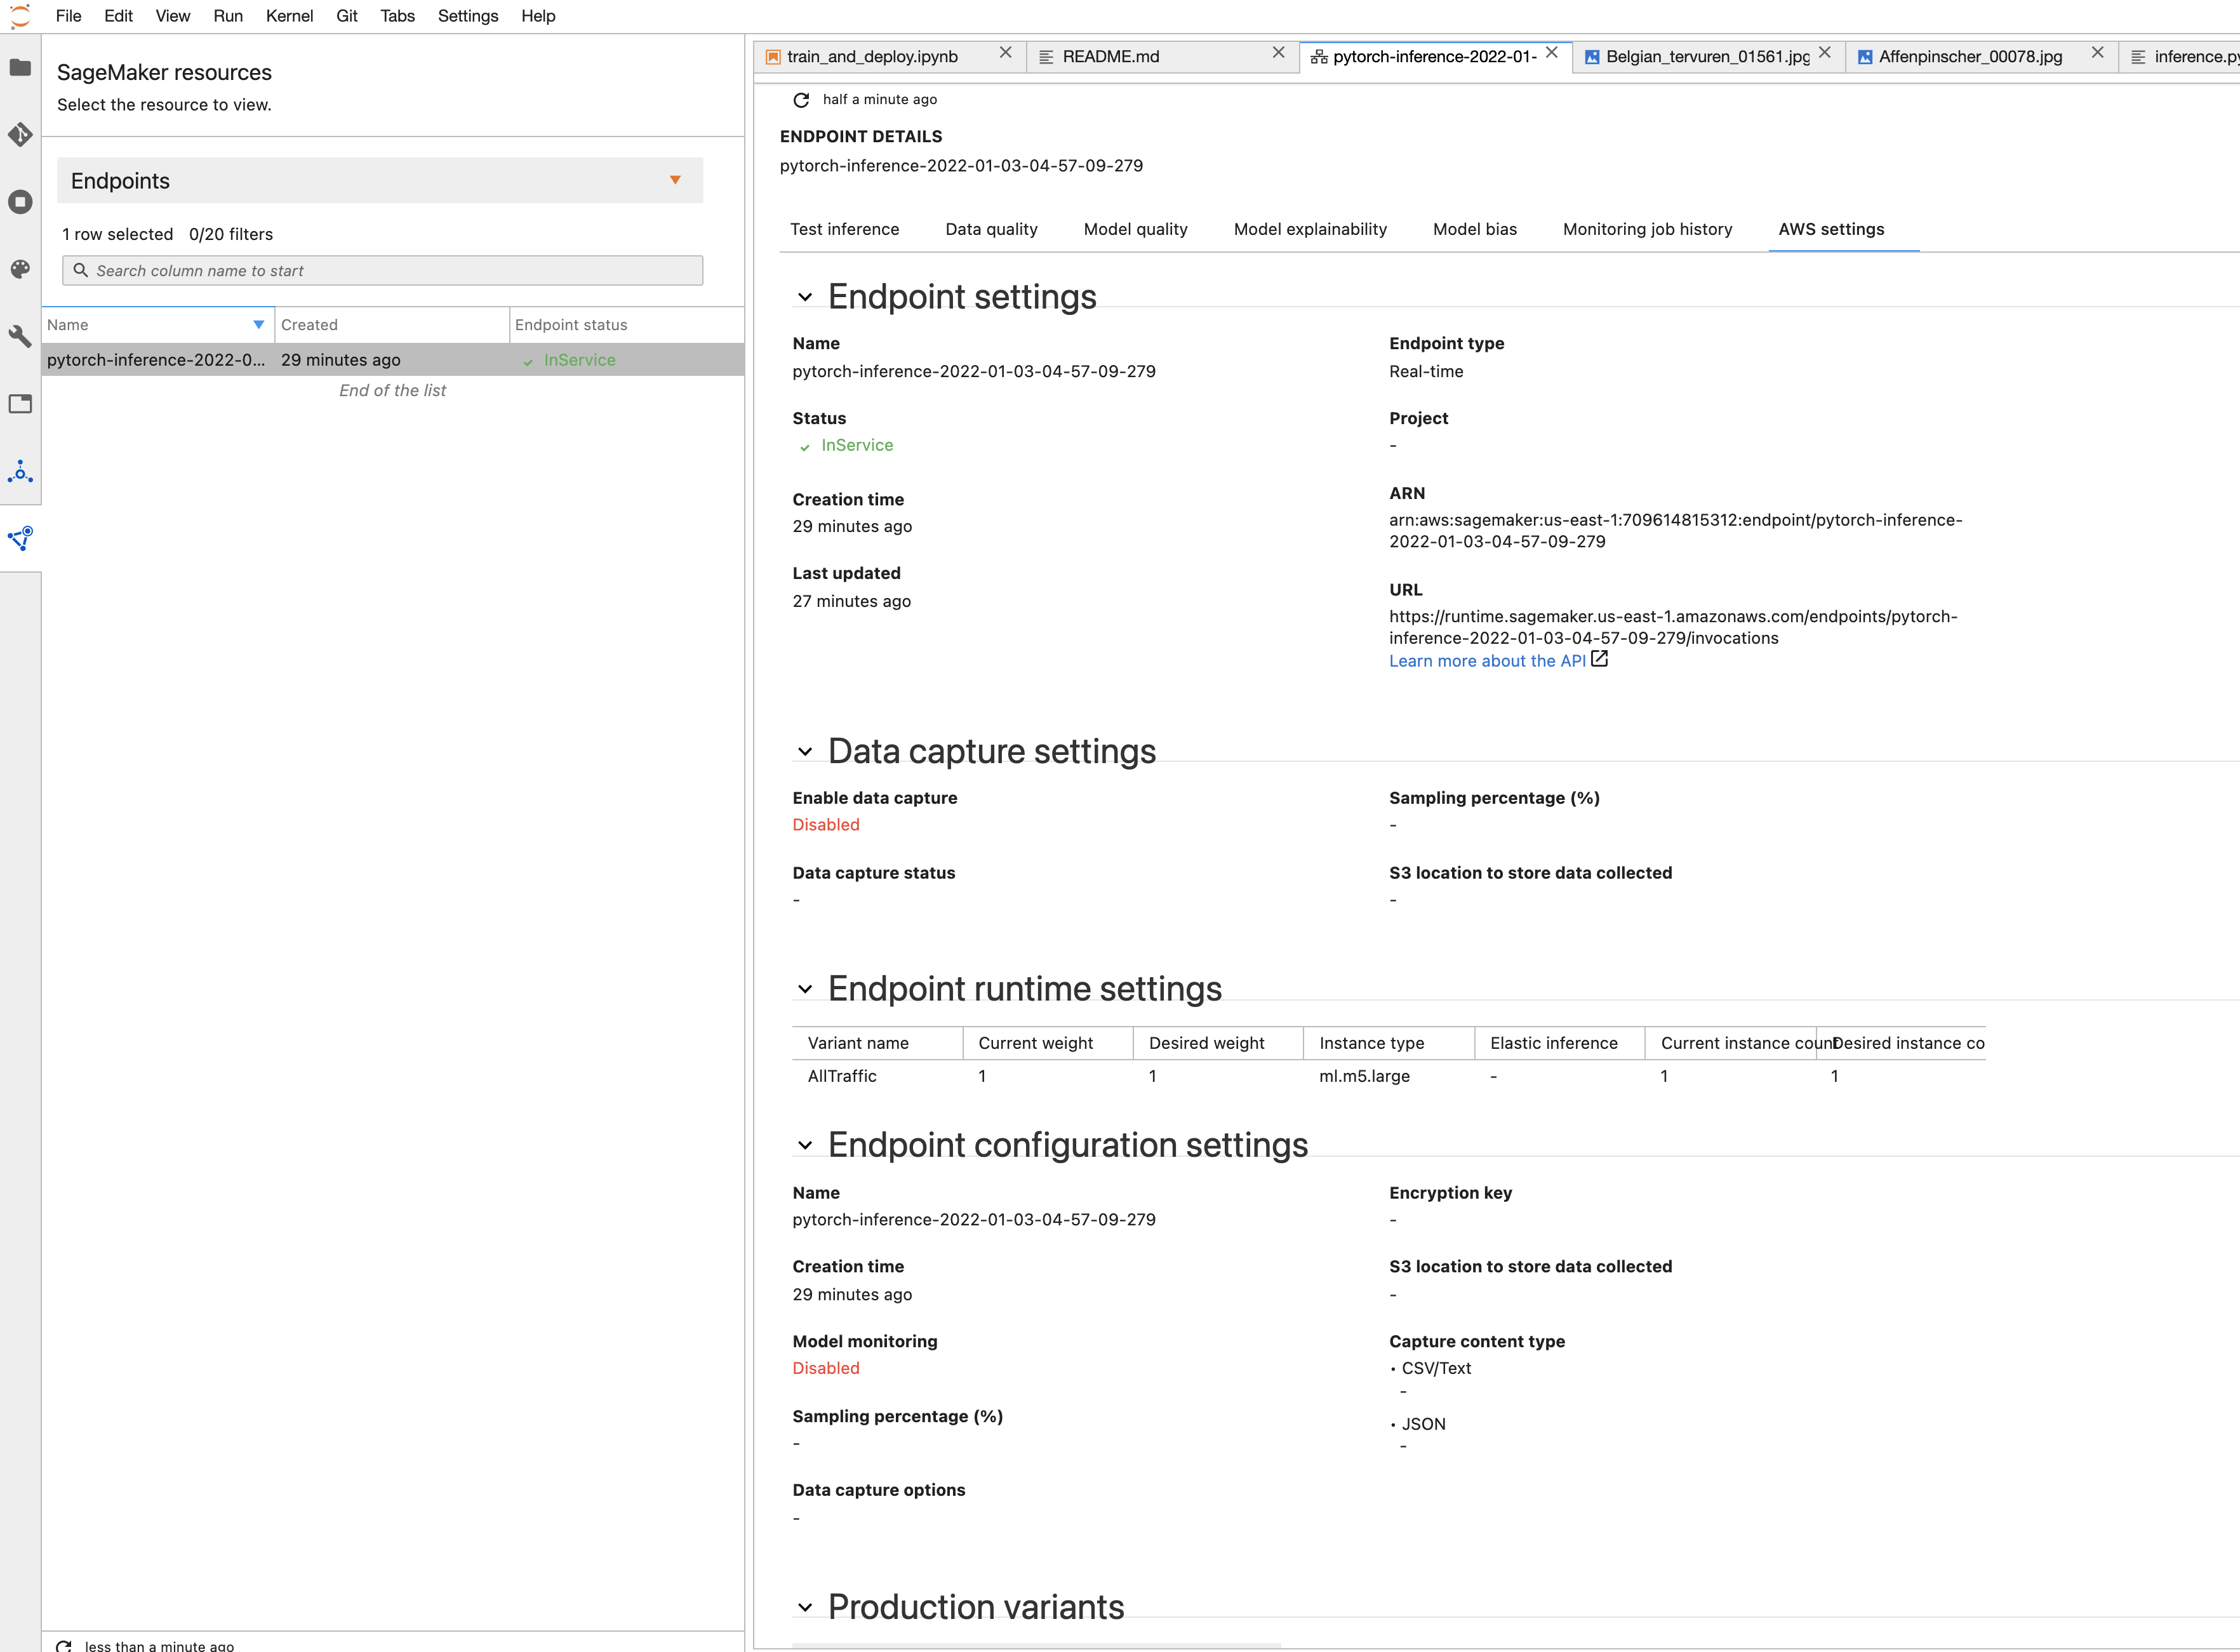 File Edit View Run Kernel Git Tabs Settings Help
SageMaker resources
Select the resource to view.
Endpoints
1 row selected 0/20 filters
Search column name to start
Name Created Endpoint status
pytorch-inference-2022-0... 29 minutes ago InService
End of the list
less than a minute ago
train_and_deploy.ipynb README.md pytorch-inference-2022-01- Belgian_tervuren_01561.jpg Affenpinscher_00078.jpg inference.py
half a minute ago
ENDPOINT DETAILS
pytorch-inference-2022-01-03-04-57-09-279
Test inference Data quality Model quality Model explainability Model bias Monitoring job history AWS settings
Endpoint settings
Name
pytorch-inference-2022-01-03-04-57-09-279
Status
InService
Creation time
29 minutes ago
Last updated
27 minutes ago
Endpoint type
Real-time
Project
-
ARN
arn:aws:sagemaker:us-east-1:709614815312:endpoint/pytorch-inference-
2022-01-03-04-57-09-279
URL
https://runtime.sagemaker.us-east-1.amazonaws.com/endpoints/pytorch-
inference-2022-01-03-04-57-09-279/invocations
Learn more about the API
Data capture settings
Enable data capture
Disabled
Data capture status
-
Sampling percentage (%)
-
S3 location to store data collected
-
Endpoint runtime settings
Variant name Current weight Desired weight Instance type Elastic inference Current instance count Desired instance co
AllTraffic 1 1 ml.m5.large - 1 1
Endpoint configuration settings
Name
pytorch-inference-2022-01-03-04-57-09-279
Creation time
29 minutes ago
Model monitoring
Disabled
Sampling percentage (%)
-
Data capture options
-
Encryption key
-
S3 location to store data collected
-
Capture content type
• CSV/Text
-
• JSON
-
Production variants